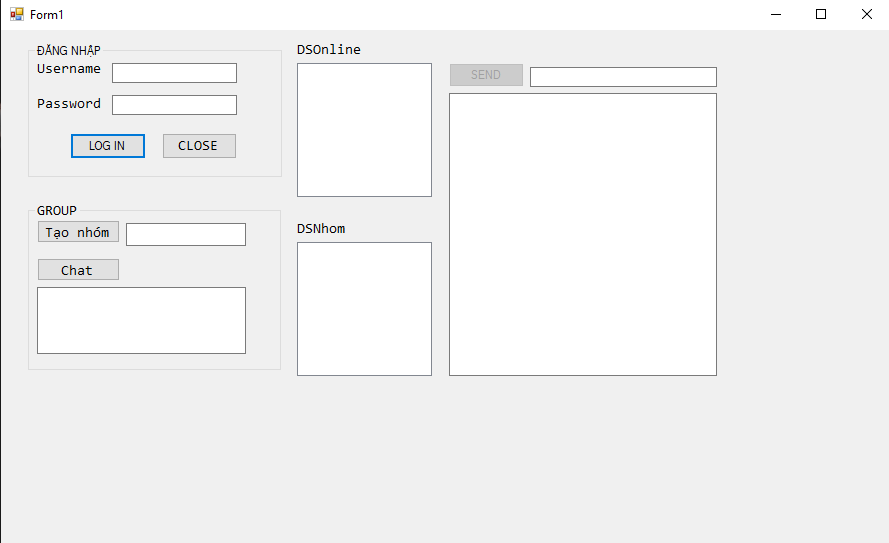 Form1
ĐĂNG NHẬP
Username
Password
LOG IN CLOSE
GROUP
Tạo nhóm
Chat
DSOnline
DSNhom
SEND